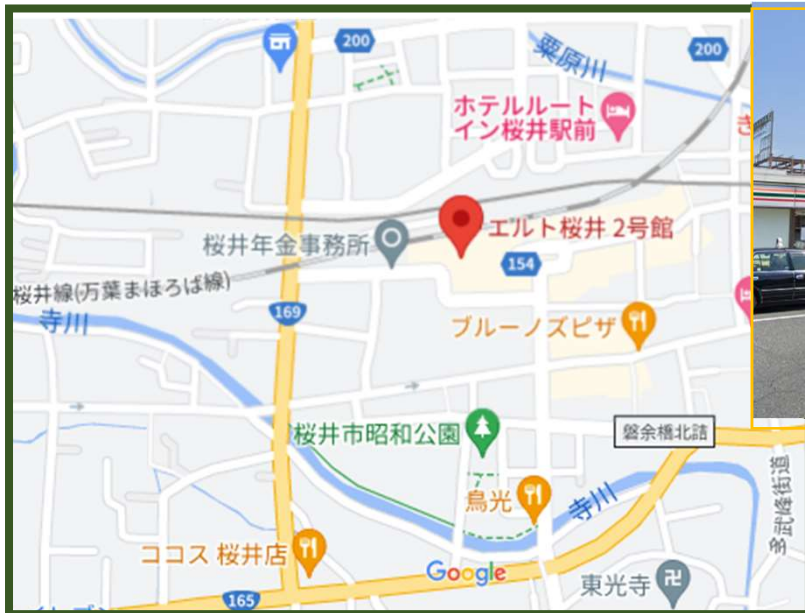 200
200
粟原川
ホテルルート
イン桜井駅前
き
エルト桜井 2号館
桜井年金事務所
154
桜井線(万葉まほろば線)
寺川
169
ブルーノズピザ
桜井市昭和公園
磐余橋北詰
鳥光
寺川
多武峰街道
ココス 桜井店
Google
東光寺
165